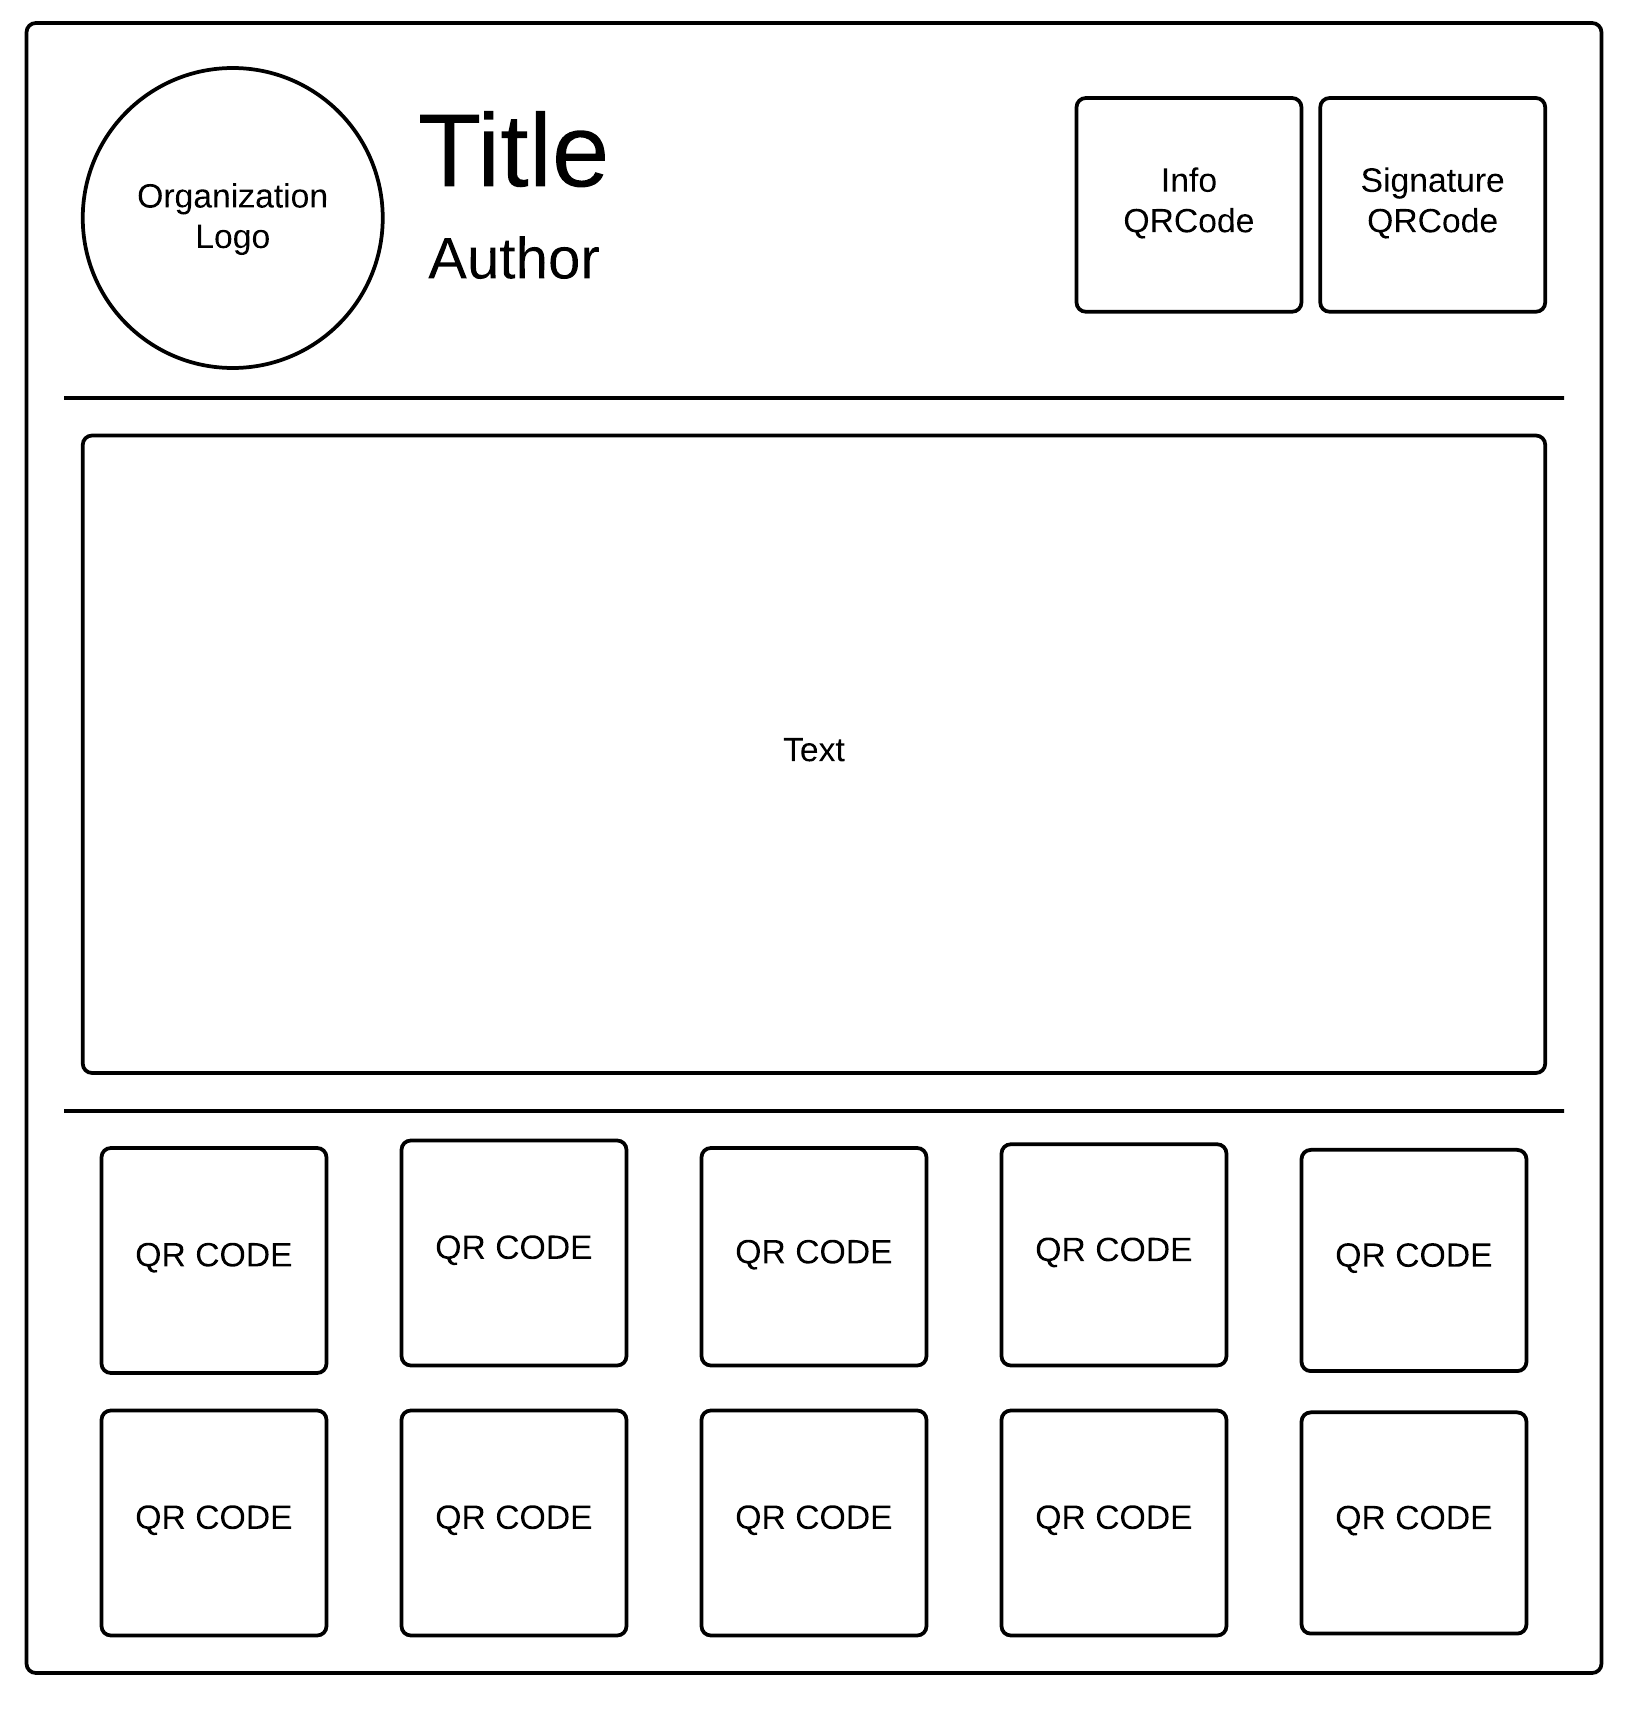 Title
Author
Organization
Logo
Info
QRCode
Signature
QRCode
Text
QR CODE
QR CODE
QR CODE
QR CODE
QR CODE
QR CODE
QR CODE
QR CODE
QR CODE
QR CODE